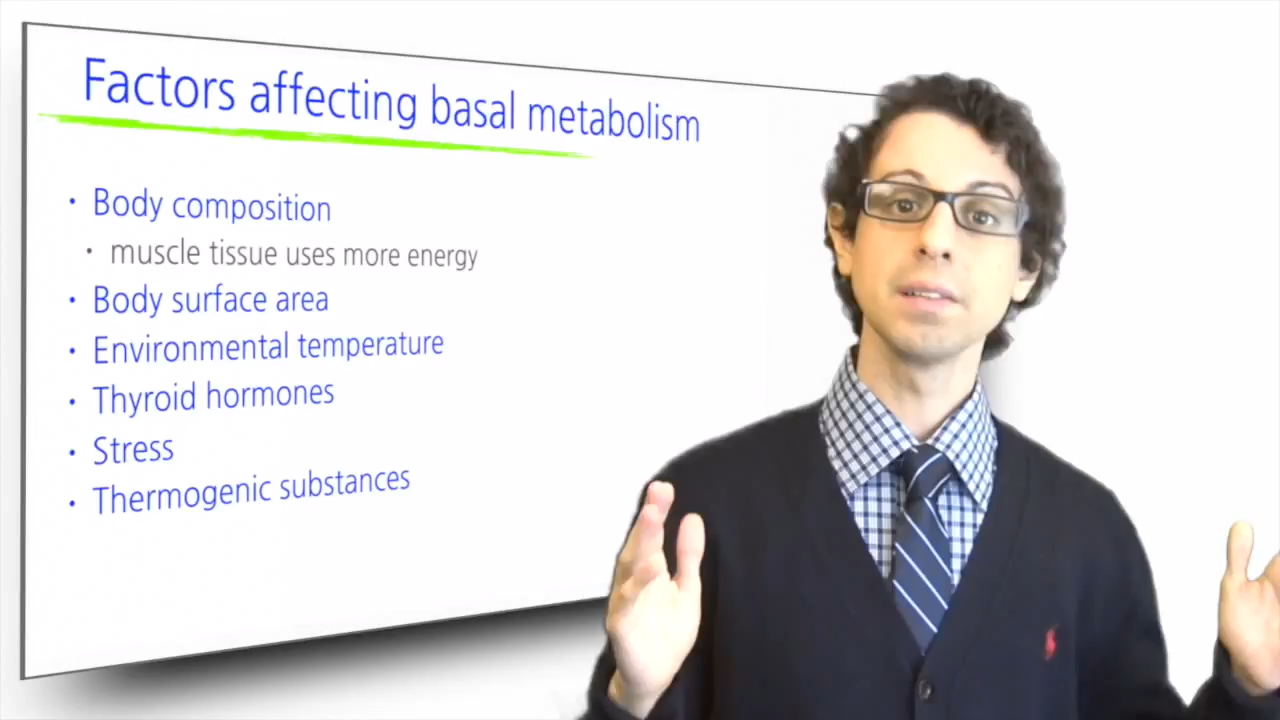 Factors affecting basal metabolism
• Body composition
• muscle tissue uses more energy
• Body surface area
• Environmental temperature
• Thyroid hormones
• Stress
• Thermogenic substances